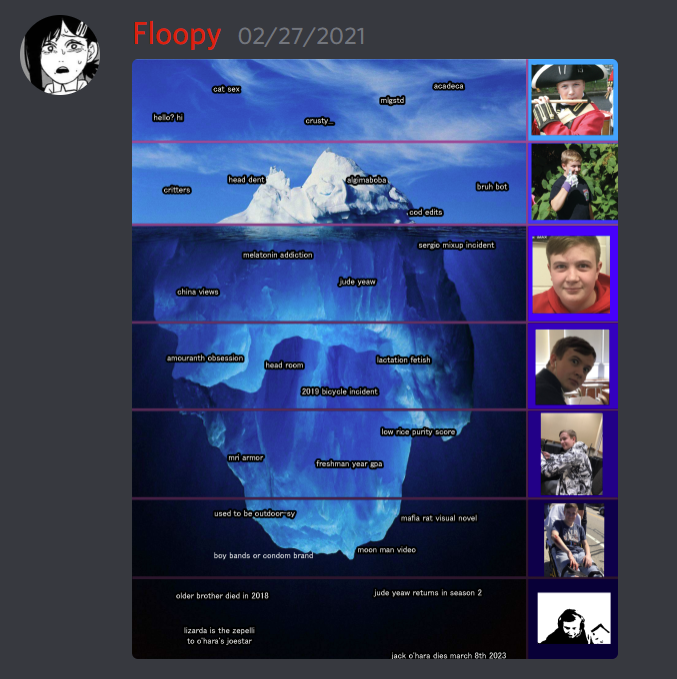 Floopy 02/27/2021
cat sex
acadeca
mlgstd
hello? hi
crusty_
head dent
algimaboba
critters
bruh bot
cod edits
sergio mixup incident
melatonin addiction
jude yeaw
china views
amouranth obsession
head room
lactation fetish
2019 bicycle incident
low rice purity score
mri armor
freshman year gpa
used to be outdoor-sy
mafia rat visual novel
boy bands or condom brand
moon man video
older brother died in 2018
jude yeaw returns in season 2
lizarda is the zepelli
to o'hara's joestar
jack o'hara dies march 8th 2023